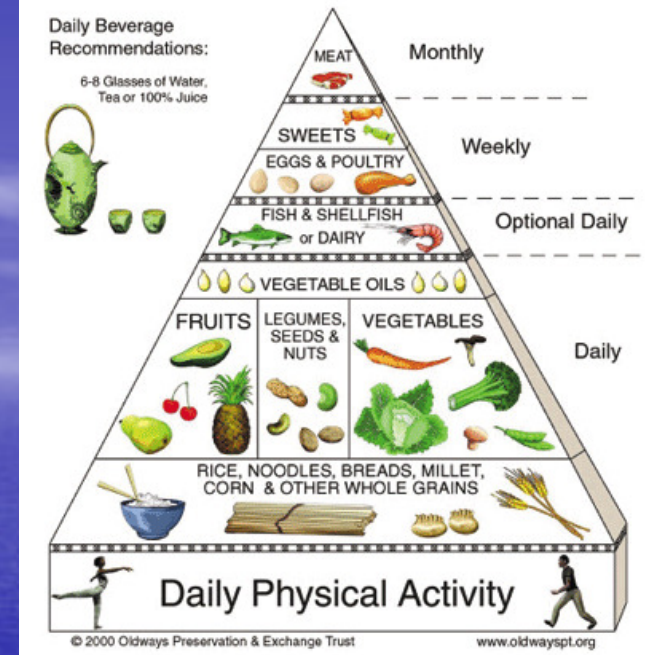 Daily Beverage
Recommendations:
6-8 Glasses of Water,
Tea or 100% Juice
MEAT
Monthly
SWEETS
Weekly
EGGS & POULTRY
FISH & SHELLFISH
or DAIRY
Optional Daily
VEGETABLE OILS
FRUITS
LEGUMES,
SEEDS &
NUTS
VEGETABLES
Daily
RICE, NOODLES, BREADS, MILLET,
CORN & OTHER WHOLE GRAINS
Daily Physical Activity
© 2000 Oldways Preservation & Exchange Trust
www.oldwayspt.org